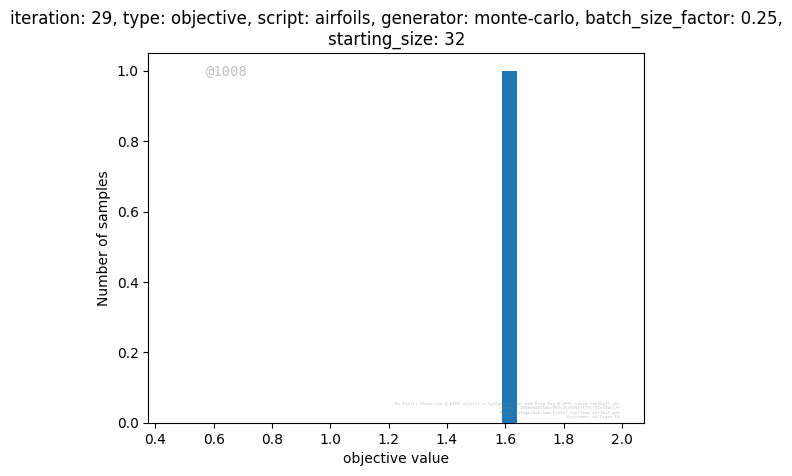 iteration: 29, type: objective, script: airfoils, generator: monte-carlo, batch_size_factor: 0.25,
starting_size: 32
@1008
1.0
0.8
0.6
0.4
0.2
0.0
Number of samples
0.4 0.6 0.8 1.0 1.2 1.4 1.6 1.8 2.0
objective value